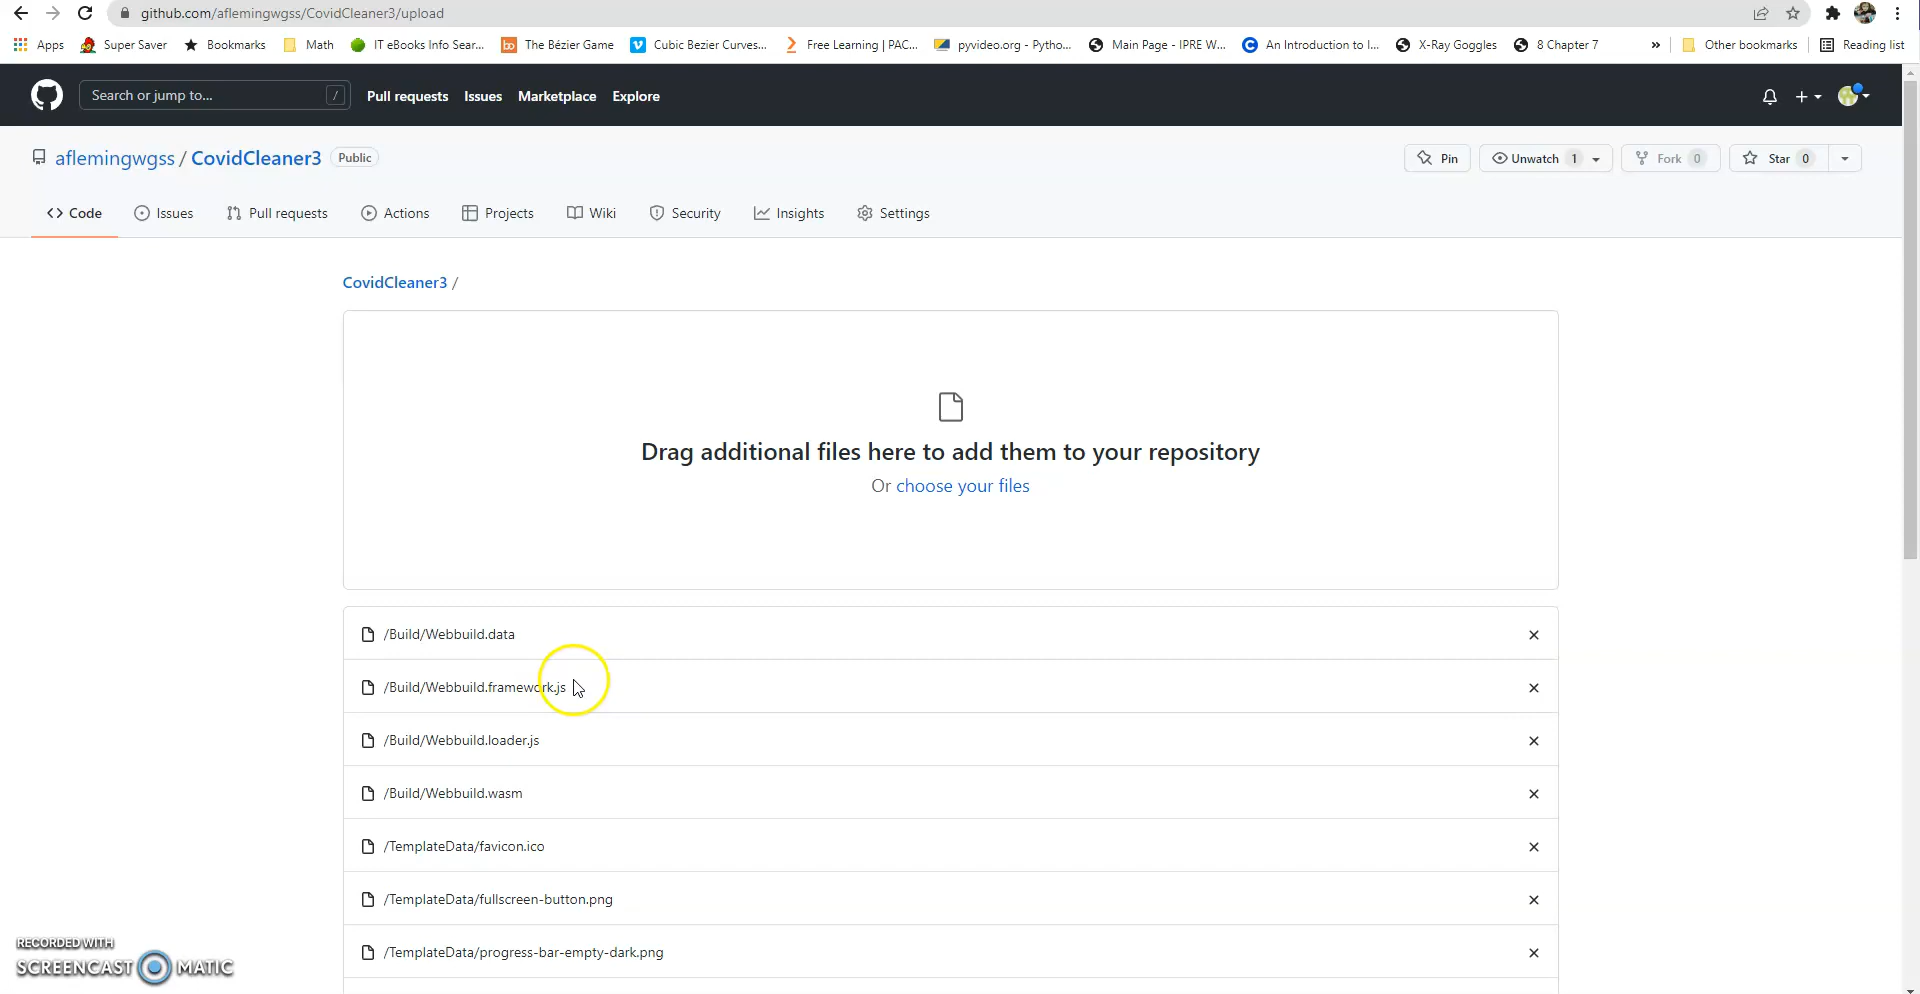 github.com/aflemingwgss/CovidCleaner3/upload
Apps Super Saver Bookmarks Math IT eBooks Info Sear... The Bézier Game Cubic Bezier Curves... Free Learning | PAC... pyvideo.org - Pytho... Main Page - IPRE W... An Introduction to I... X-Ray Goggles 8 Chapter 7 » Other bookmarks Reading list
Search or jump to... / Pull requests Issues Marketplace Explore
aflemingwgss / CovidCleaner3 Public Pin Unwatch 1 Fork 0 Star 0
Code Issues Pull requests Actions Projects Wiki Security Insights Settings
CovidCleaner3 /
Drag additional files here to add them to your repository
Or choose your files
/Build/Webbuild.data
/Build/Webbuild.framework.js
/Build/Webbuild.loader.js
/Build/Webbuild.wasm
/TemplateData/favicon.ico
/TemplateData/fullscreen-button.png
/TemplateData/progress-bar-empty-dark.png
RECORDED WITH
SCREENCAST MATIC